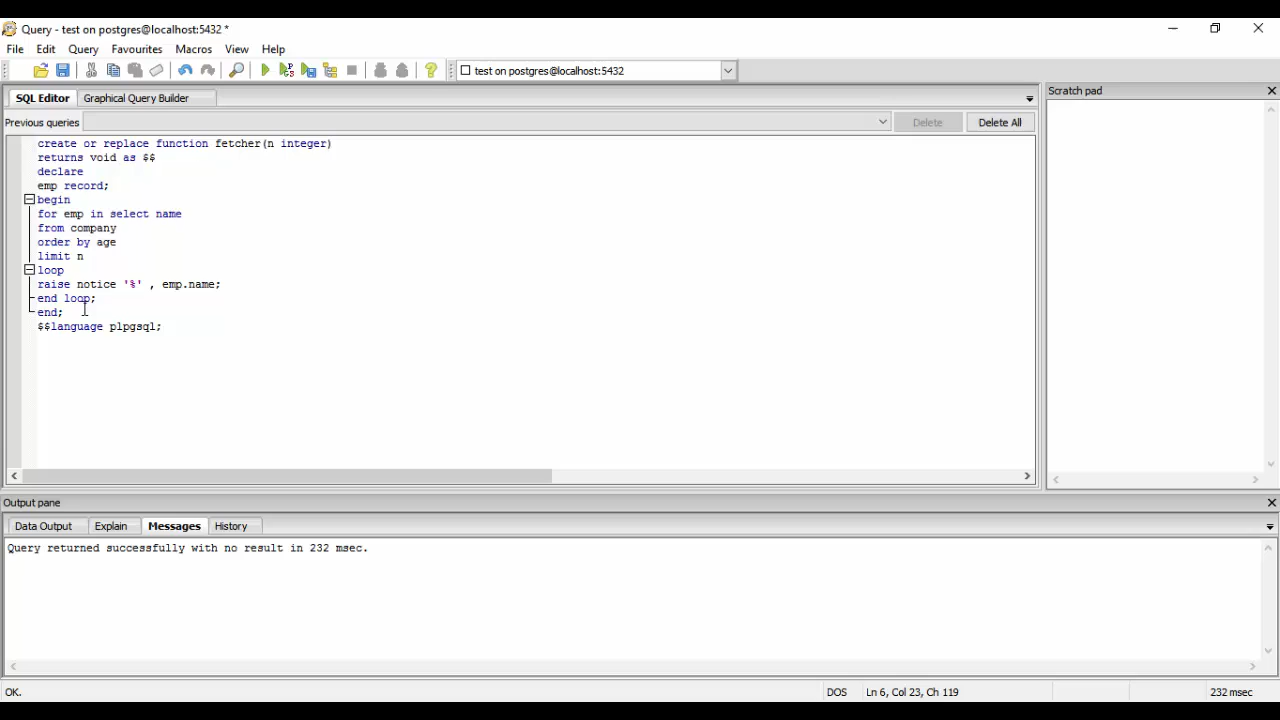 Query - test on postgres@localhost:5432 *
File Edit Query Favourites Macros View Help
test on postgres@localhost:5432
SQL Editor Graphical Query Builder
Scratch pad
Previous queries Delete Delete All
create or replace function fetcher(n integer)
returns void as $$
declare
emp record;
begin
for emp in select name
from company
order by age
limit n
loop
raise notice '%' , emp.name;
end loop;
end;
$$language plpgsql;
Output pane
Data Output Explain Messages History
Query returned successfully with no result in 232 msec.
OK. DOS Ln 6, Col 23, Ch 119 232 msec